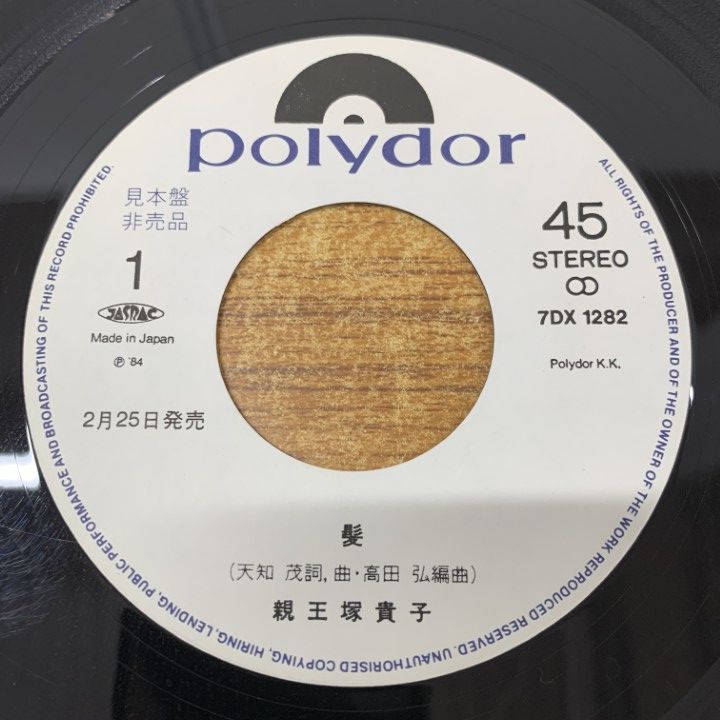 polydor
見本盤
非売品
1
JASRAC
Made in Japan
Ⓟ '84
2月25日発売
45
STEREO
7DX 1282
Polydor K.K.
髪
(天知 茂詞,曲・高田 弘編曲)
親王塚貴子
ALL RIGHTS OF THE PRODUCER AND OF THE OWNER OF THE WORK REPRODUCED RESERVED. UNAUTHORISED COPYING, HIRING, LENDING, PUBLIC PERFORMANCE AND BROADCASTING OF THIS RECORD PROHIBITED.